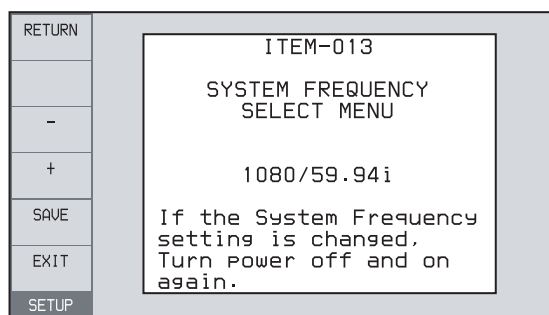 RETURN
-
+
SAVE
EXIT
SETUP
ITEM-013
SYSTEM FREQUENCY
SELECT MENU
1080/59.94i
If the System Frequency
setting is changed,
Turn power off and on
again.